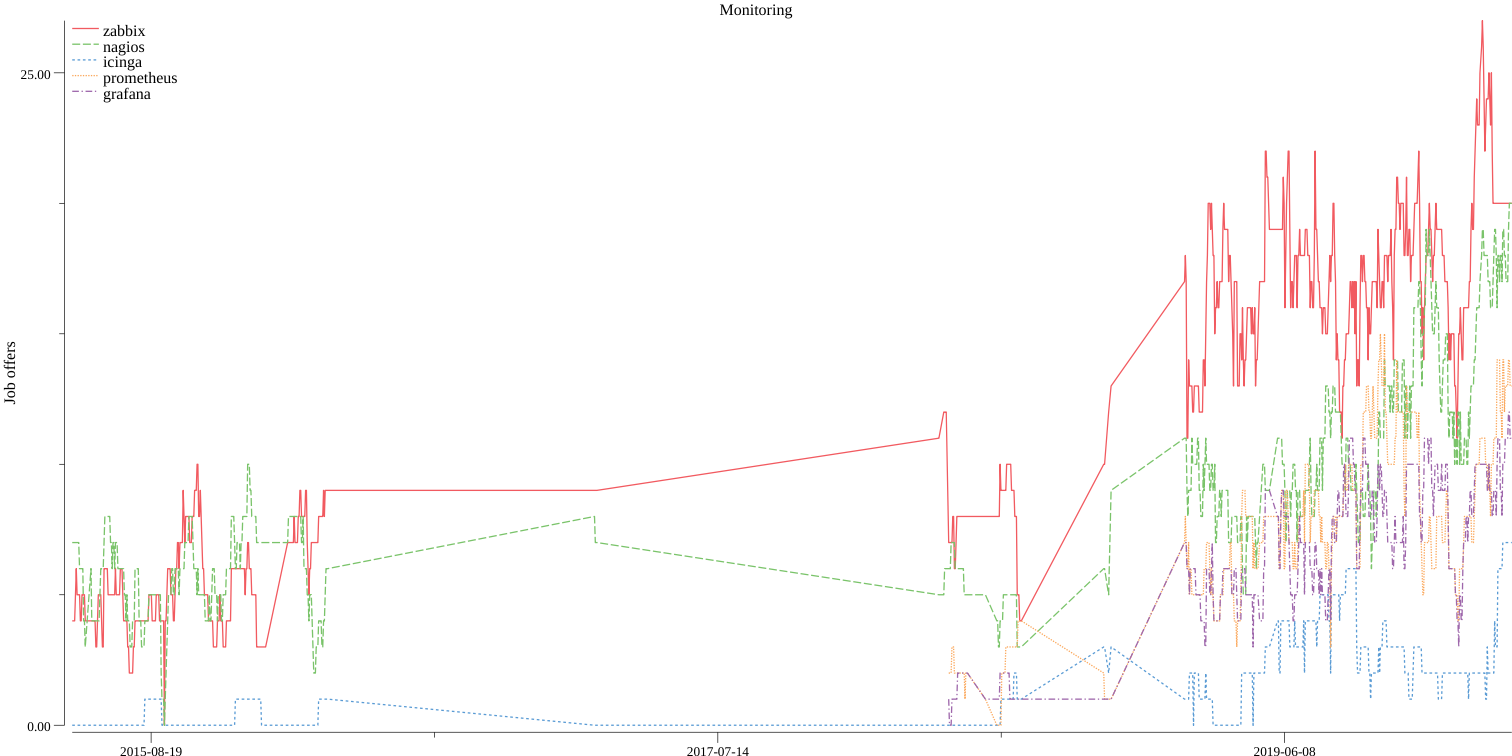 Monitoring
zabbix
nagios
icinga
prometheus
grafana
25.00
Job offers
0.00
2015-08-19
2017-07-14
2019-06-08